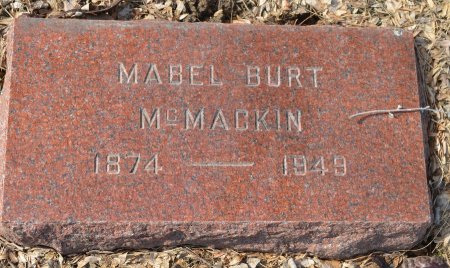 MABEL BURT
McMACKIN
1874 — 1949